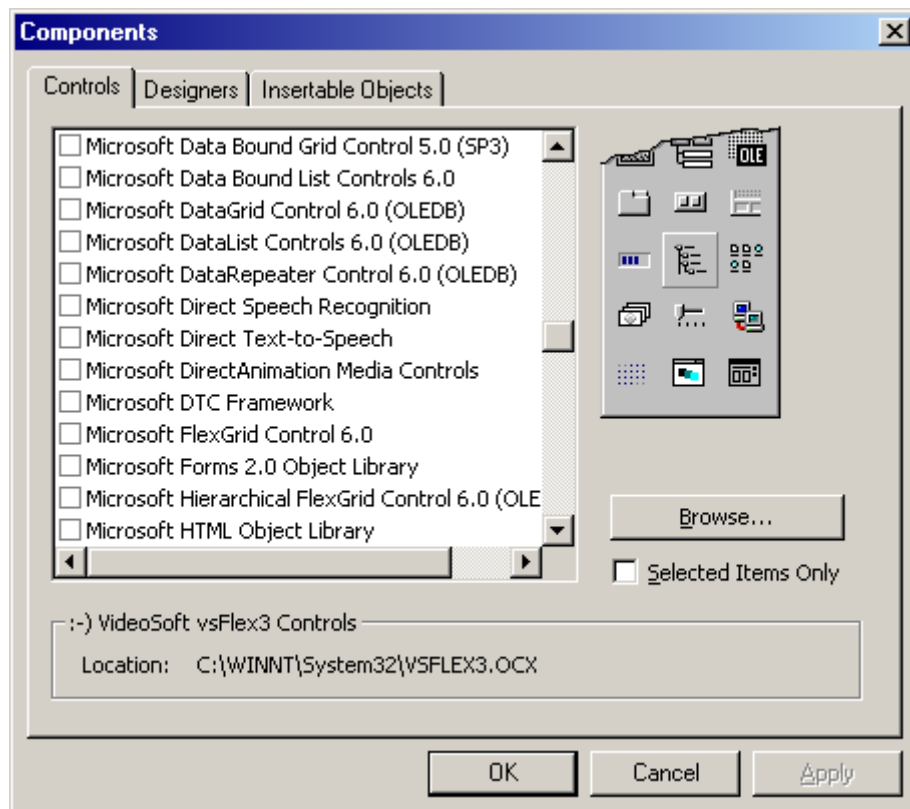 Components
Controls
Designers
Insertable Objects
Microsoft Data Bound Grid Control 5.0 (SP3)
Microsoft Data Bound List Controls 6.0
Microsoft DataGrid Control 6.0 (OLEDB)
Microsoft DataList Controls 6.0 (OLEDB)
Microsoft DataRepeater Control 6.0 (OLEDB)
Microsoft Direct Speech Recognition
Microsoft Direct Text-to-Speech
Microsoft DirectAnimation Media Controls
Microsoft DTC Framework
Microsoft FlexGrid Control 6.0
Microsoft Forms 2.0 Object Library
Microsoft Hierarchical FlexGrid Control 6.0 (OLE
Microsoft HTML Object Library
OLE
Browse...
Selected Items Only
:-) VideoSoft vsFlex3 Controls
Location: C:\WINNT\System32\VSFLEX3.OCX
OK
Cancel
Apply